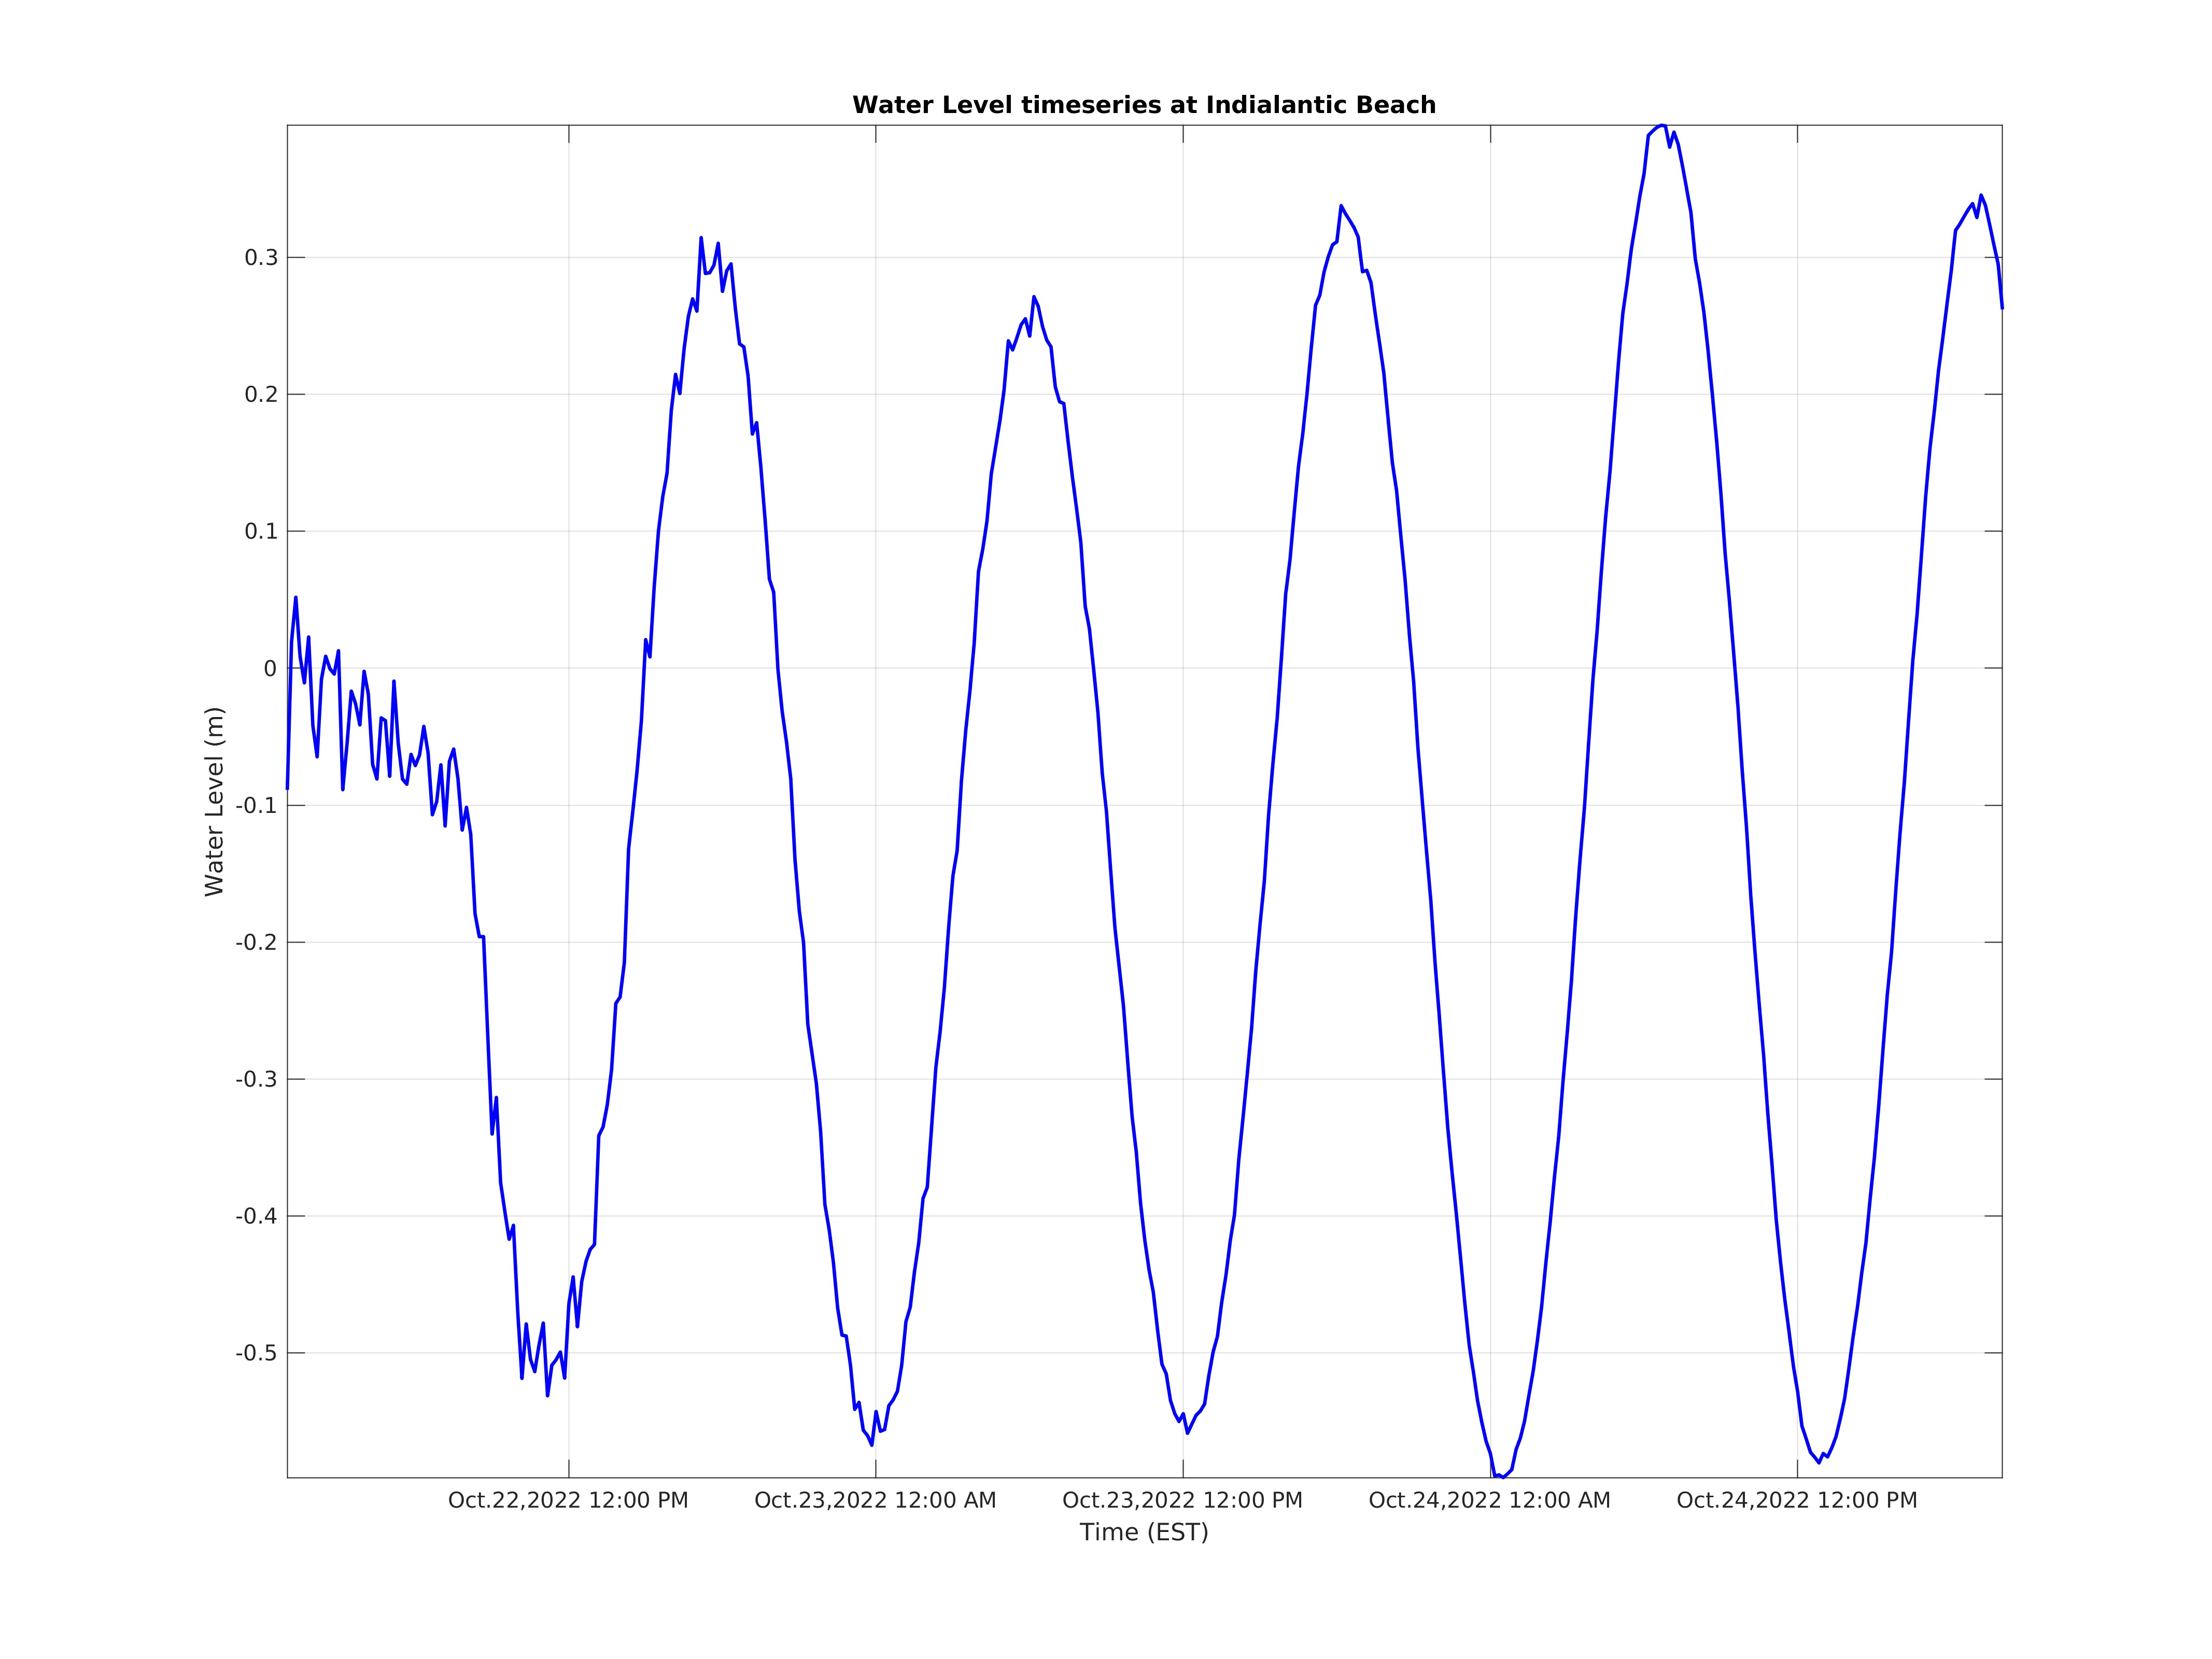 Water Level timeseries at Indialantic Beach
Water Level (m)
0.3
0.2
0.1
0
-0.1
-0.2
-0.3
-0.4
-0.5
Oct.22,2022 12:00 PM
Oct.23,2022 12:00 AM
Oct.23,2022 12:00 PM
Oct.24,2022 12:00 AM
Oct.24,2022 12:00 PM
Time (EST)